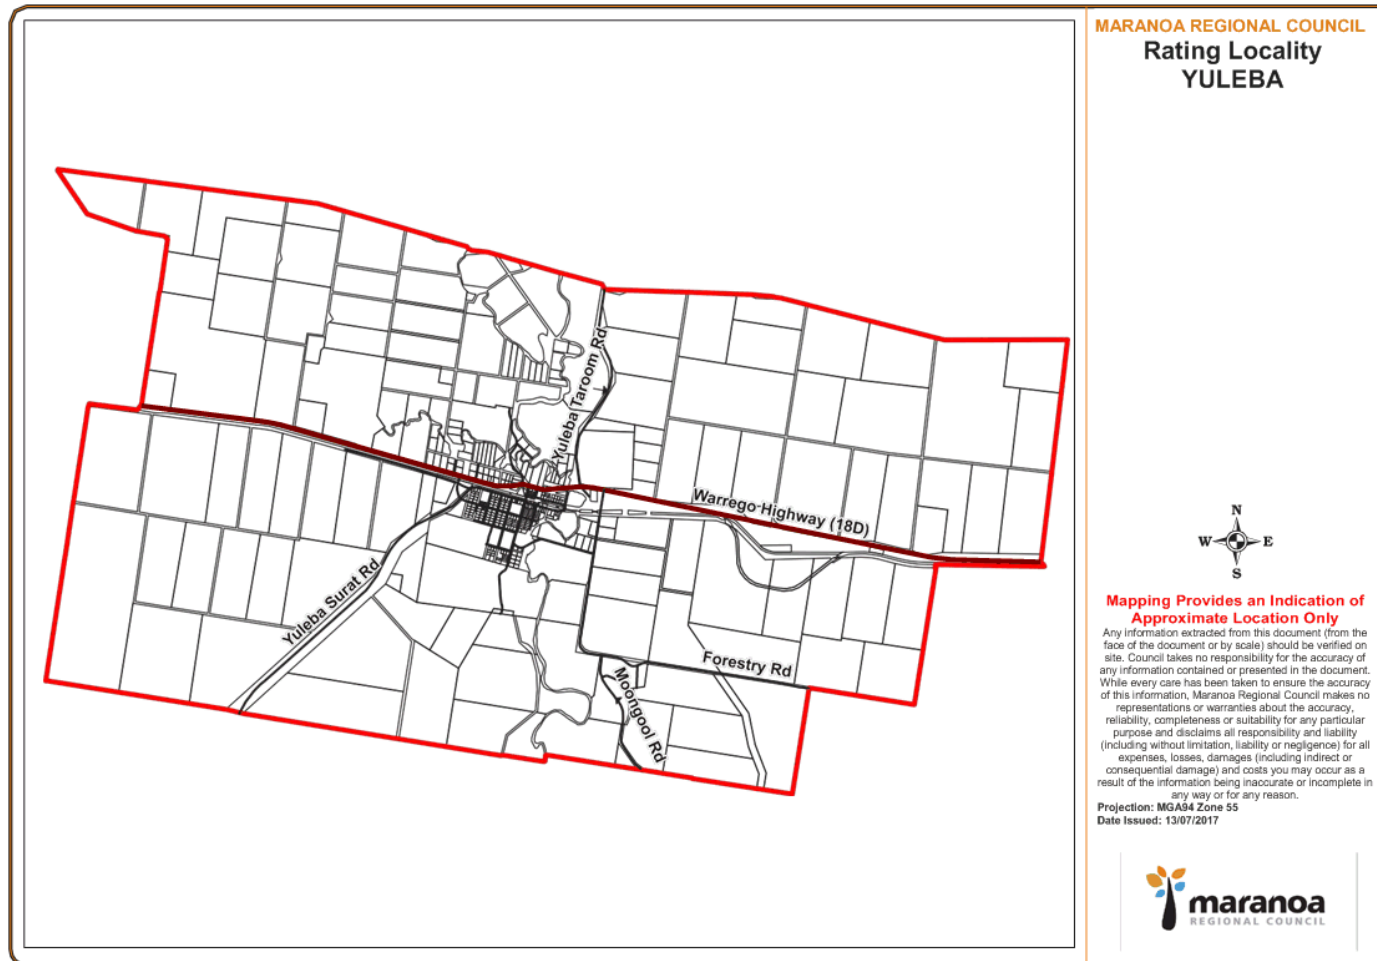 MARANOA REGIONAL COUNCIL
Rating Locality
YULEBA
Yuleba Taroom Rd
Warrego Highway (18D)
Yuleba Surat Rd
Forestry Rd
Moongool Rd
N
W E
S
Mapping Provides an Indication of
Approximate Location Only
Any information extracted from this document (from the
face of the document or by scale) should be verified on
site. Council takes no responsibility for the accuracy of
any information contained or presented in the document.
While every care has been taken to ensure the accuracy
of this information, Maranoa Regional Council makes no
representations or warranties about the accuracy,
reliability, completeness or suitability for any particular
purpose and disclaims all responsibility and liability
(including without limitation, liability or negligence) for all
expenses, losses, damages (including indirect or
consequential damage) and costs you may occur as a
result of the information being inaccurate or incomplete in
any way or for any reason.
Projection: MGA94 Zone 55
Date Issued: 13/07/2017
maranoa
REGIONAL COUNCIL